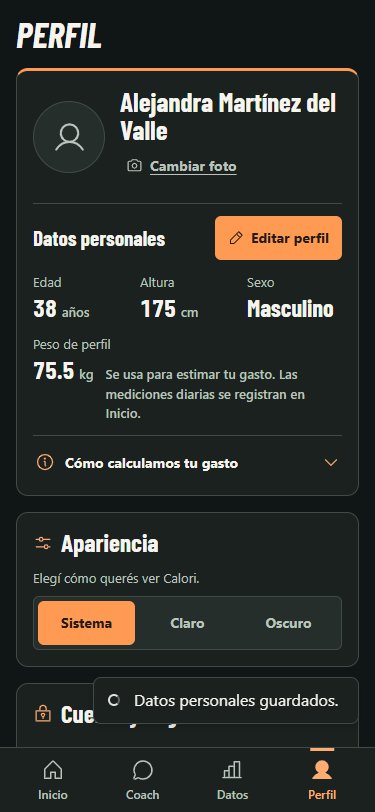 PERFIL
Alejandra Martínez del
Valle
Cambiar foto
Datos personales
Editar perfil
Edad
Altura
Sexo
38 años
175 cm
Masculino
Peso de perfil
75.5 kg
Se usa para estimar tu gasto. Las
mediciones diarias se registran en
Inicio.
Cómo calculamos tu gasto
Apariencia
Elegí cómo querés ver Calori.
Sistema
Claro
Oscuro
Datos personales guardados.
Inicio
Coach
Datos
Perfil